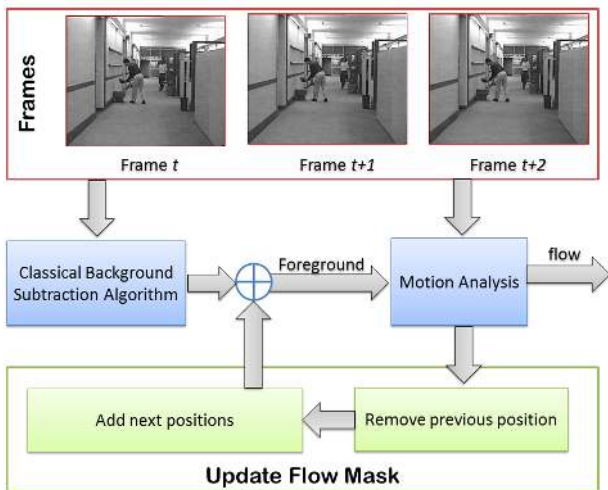 Frames
Frame t
Frame t+1
Frame t+2
Classical Background
Subtraction Algorithm
Foreground
Motion Analysis
flow
Add next positions
Remove previous position
Update Flow Mask